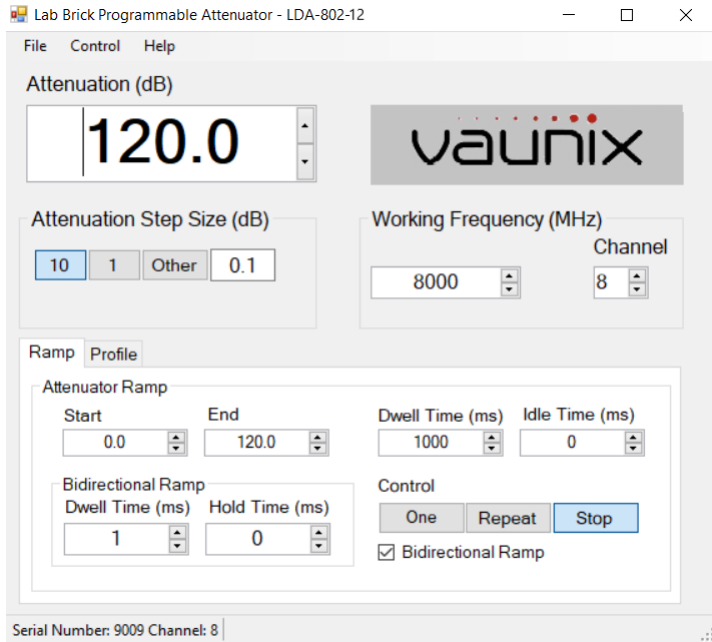 Lab Brick Programmable Attenuator - LDA-802-12
File Control Help
Attenuation (dB)
120.0
vaunix
Attenuation Step Size (dB)
10 1 Other 0.1
Working Frequency (MHz)
Channel
8000 8
Ramp Profile
Attenuator Ramp
Start End Dwell Time (ms) Idle Time (ms)
0.0 120.0 1000 0
Bidirectional Ramp
Dwell Time (ms) Hold Time (ms)
1 0
Control
One Repeat Stop
Bidirectional Ramp
Serial Number: 9009 Channel: 8